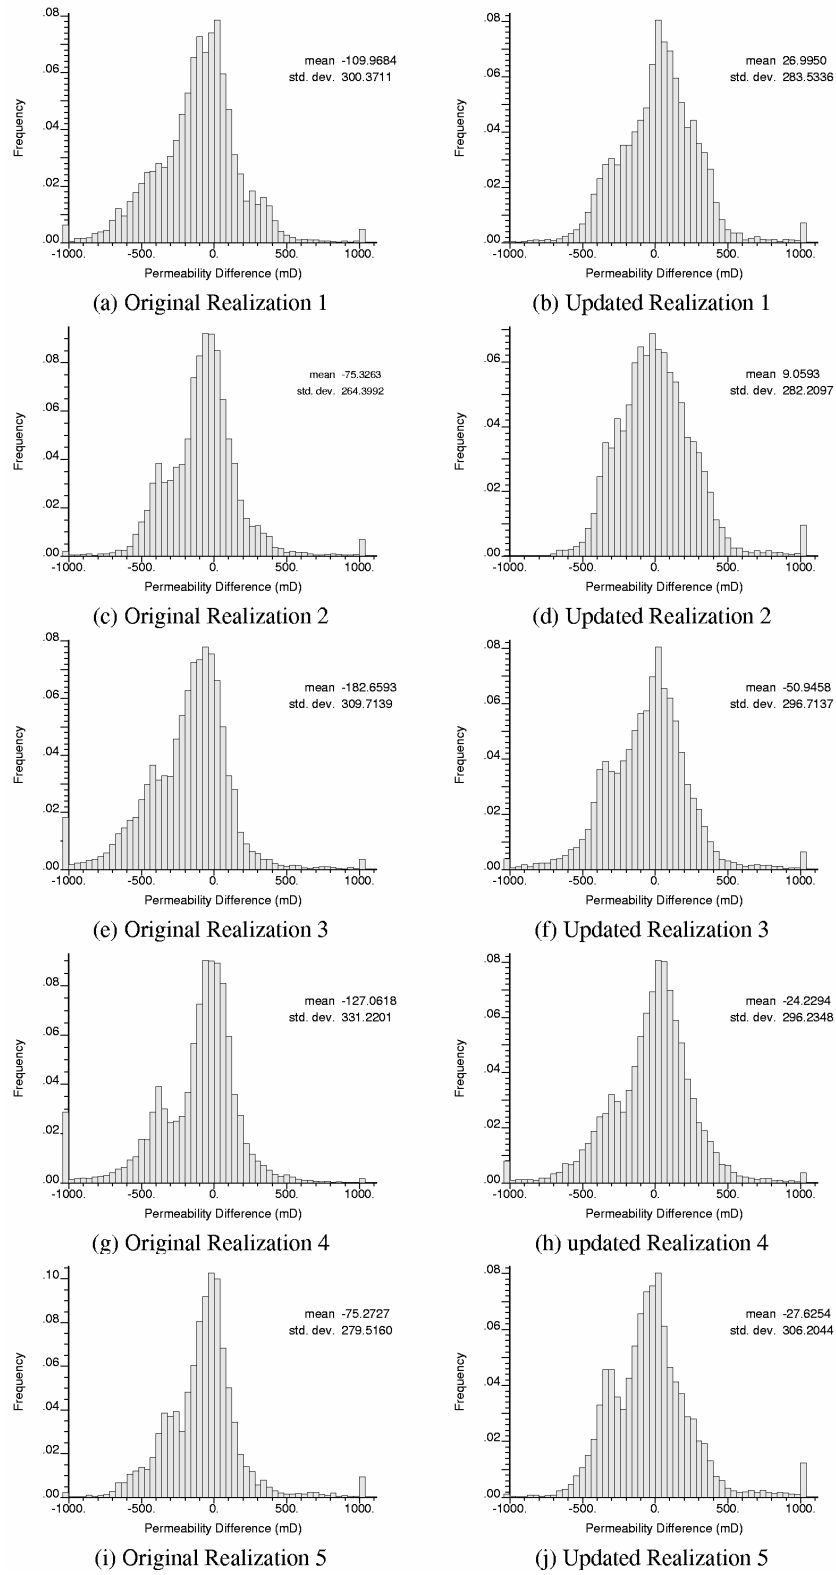 .08
.06
.04
.02
.00
Frequency
mean -109.9684
std. dev. 300.3711
-1000. -500. 0. 500. 1000.
Permeability Difference (mD)
(a) Original Realization 1
.08
.06
.04
.02
.00
Frequency
mean 26.9950
std. dev. 283.5336
-1000. -500. 0. 500. 1000.
Permeability Difference (mD)
(b) Updated Realization 1
.08
.06
.04
.02
.00
Frequency
mean -75.3263
std. dev. 264.3992
-1000. -500. 0. 500. 1000.
Permeability Difference (mD)
(c) Original Realization 2
.06
.04
.02
.00
Frequency
mean 9.0593
std. dev. 282.2097
-1000. -500. 0. 500. 1000.
Permeability Difference (mD)
(d) Updated Realization 2
.08
.06
.04
.02
.00
Frequency
mean -182.6593
std. dev. 309.7139
-1000. -500. 0. 500. 1000.
Permeability Difference (mD)
(e) Original Realization 3
.08
.06
.04
.02
.00
Frequency
mean -50.9458
std. dev. 296.7137
-1000. -500. 0. 500. 1000.
Permeability Difference (mD)
(f) Updated Realization 3
.08
.06
.04
.02
.00
Frequency
mean -127.0618
std. dev. 331.2201
-1000. -500. 0. 500. 1000.
Permeability Difference (mD)
(g) Original Realization 4
.08
.06
.04
.02
.00
Frequency
mean -24.2294
std. dev. 296.2348
-1000. -500. 0. 500. 1000.
Permeability Difference (mD)
(h) updated Realization 4
.10
.08
.06
.04
.02
.00
Frequency
mean -75.2727
std. dev. 279.5160
-1000. -500. 0. 500. 1000.
Permeability Difference (mD)
(i) Original Realization 5
.08
.06
.04
.02
.00
Frequency
mean -27.6254
std. dev. 306.2044
-1000. -500. 0. 500. 1000.
Permeability Difference (mD)
(j) Updated Realization 5